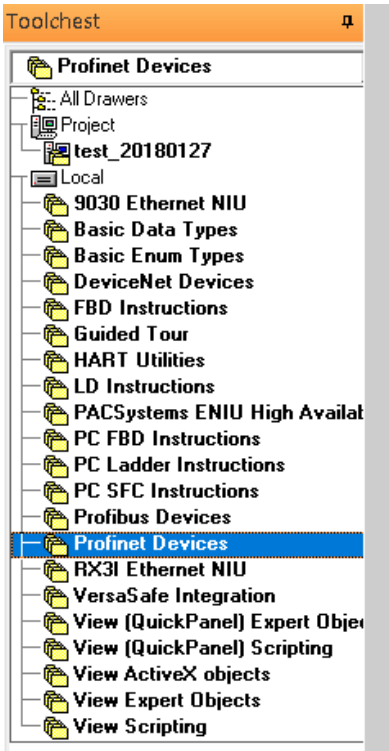 Toolchest
Profinet Devices
All Drawers
Project
test_20180127
Local
9030 Ethernet NIU
Basic Data Types
Basic Enum Types
DeviceNet Devices
FBD Instructions
Guided Tour
HART Utilities
LD Instructions
PACSystems ENIU High Availat
PC FBD Instructions
PC Ladder Instructions
PC SFC Instructions
Profibus Devices
Profinet Devices
RX3I Ethernet NIU
VersaSafe Integration
View (QuickPanel) Expert Obje
View (QuickPanel) Scripting
View ActiveX objects
View Expert Objects
View Scripting